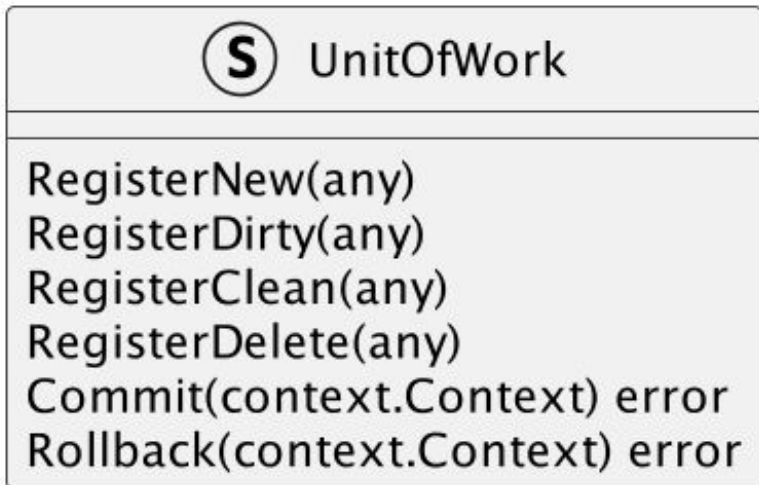 S UnitOfWork
RegisterNew(any)
RegisterDirty(any)
RegisterClean(any)
RegisterDelete(any)
Commit(context.Context) error
Rollback(context.Context) error